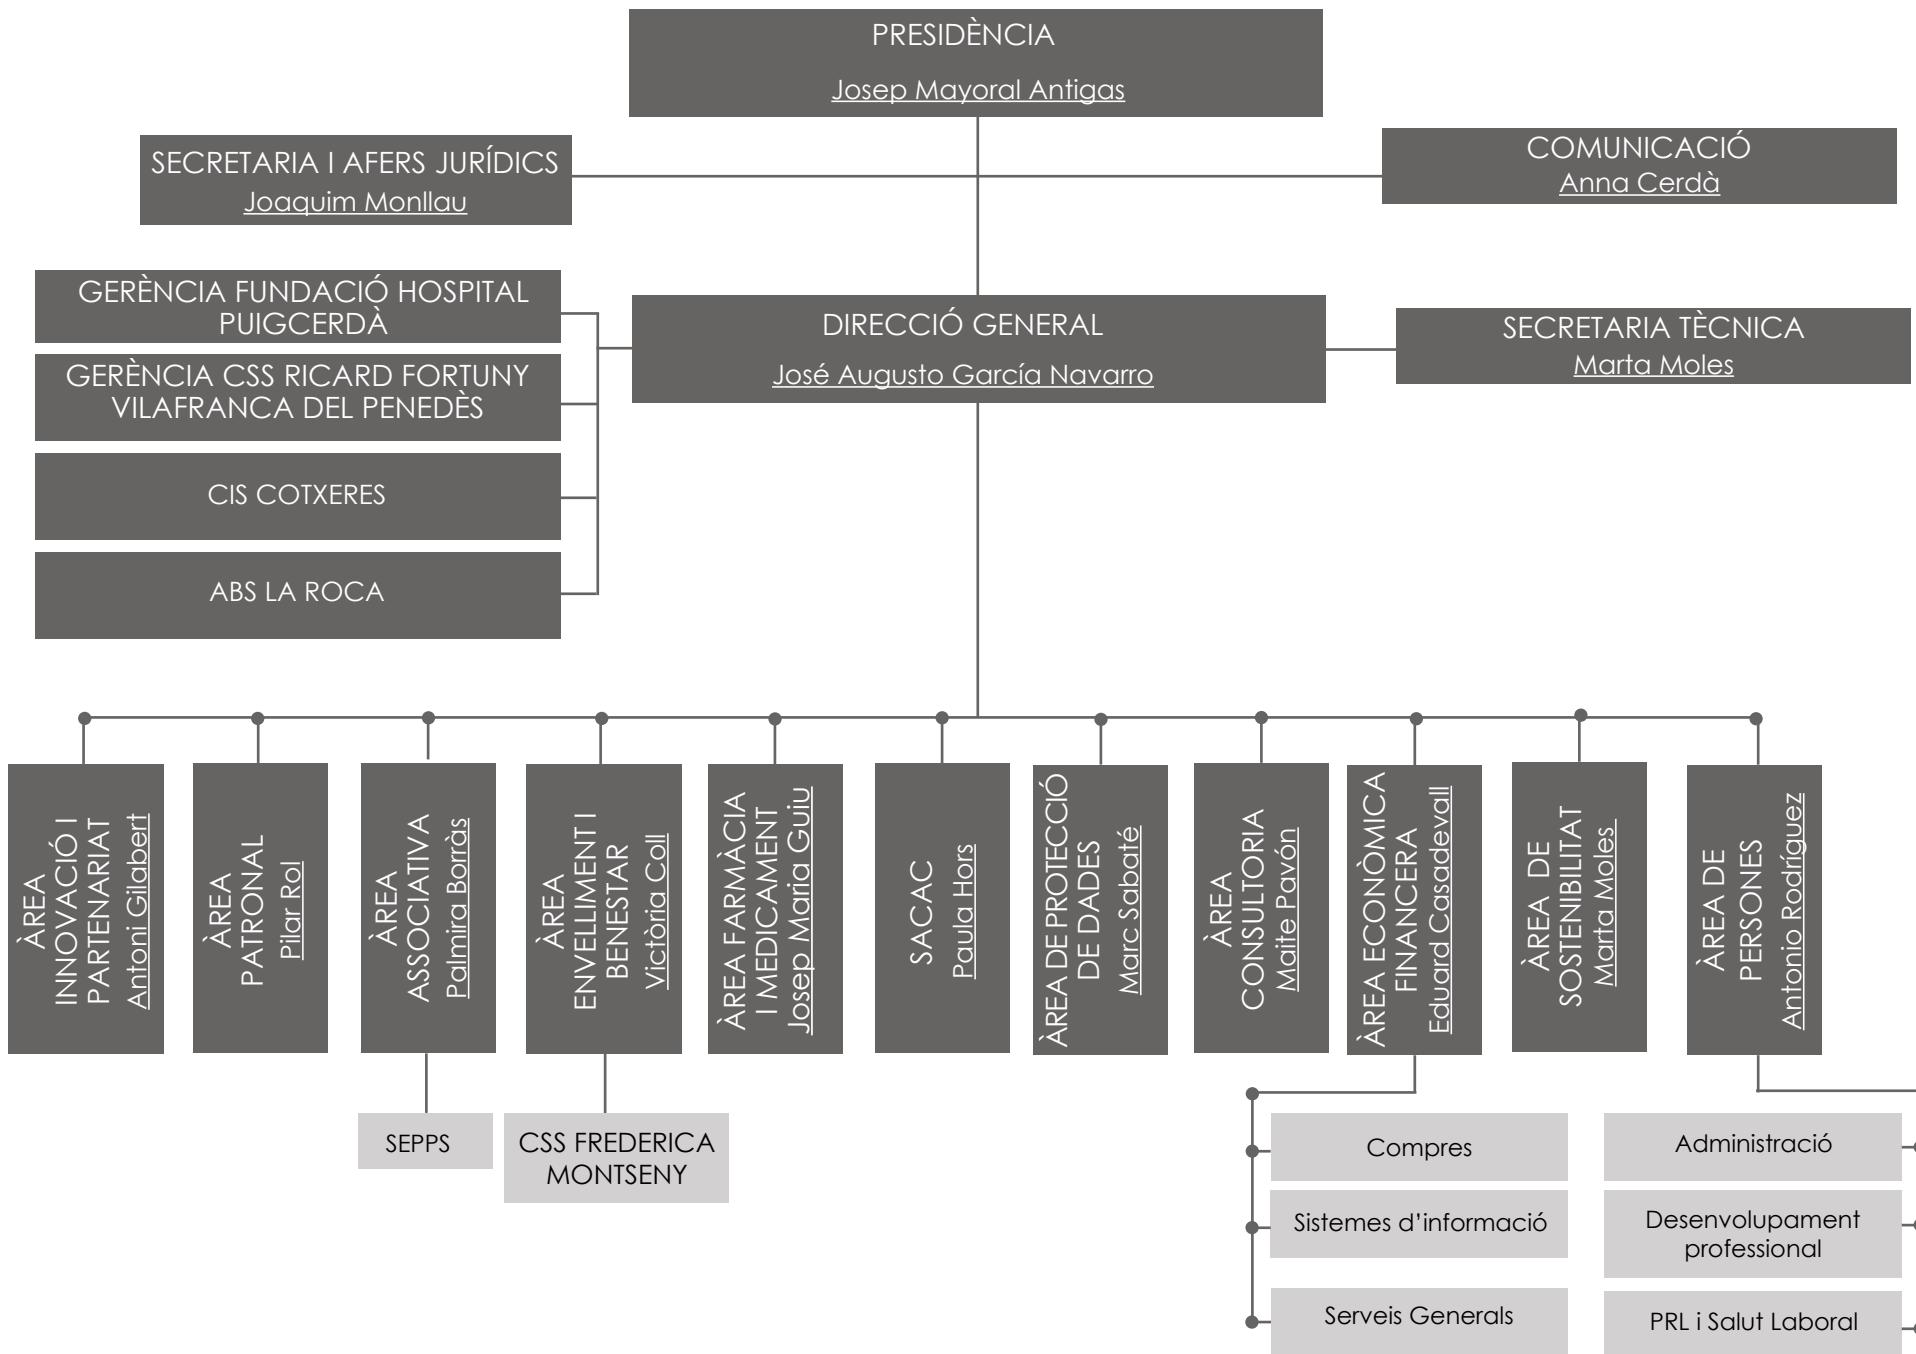 PRESIDÈNCIA
Josep Mayoral Antigas
SECRETARIA I AFERS JURÍDICS
Joaquim Monllau
COMUNICACIÓ
Anna Cerdà
GERÈNCIA FUNDACIÓ HOSPITAL
PUIGCERDÀ
GERÈNCIA CSS RICARD FORTUNY
VILAFRANCA DEL PENEDÈS
CIS COTXERES
ABS LA ROCA
DIRECCIÓ GENERAL
José Augusto García Navarro
SECRETARIA TÈCNICA
Marta Moles
ÀREA
INNOVACIÓ I
PARTENARIAT
Antoni Gilabert
ÀREA
PATRONAL
Pilar Rol
ÀREA
ASSOCIATIVA
Palmira Borràs
ÀREA
ENVELLIMENT I
BENESTAR
Victòria Coll
ÀREA FARMÀCIA
I MEDICAMENT
Josep Maria Guiu
SACAC
Paula Hors
ÀREA DE PROTECCIÓ
DE DADES
Marc Sabaté
ÀREA
CONSULTORIA
Maite Pavón
ÀREA ECONÒMICA
FINANCERA
Eduard Casadevall
ÀREA DE
SOSTENIBILITAT
Marta Moles
ÀREA DE
PERSONES
Antonio Rodríguez
SEPPS
CSS FREDERICA
MONTSENY
Compres
Sistemes d’informació
Serveis Generals
Administració
Desenvolupament
professional
PRL i Salut Laboral